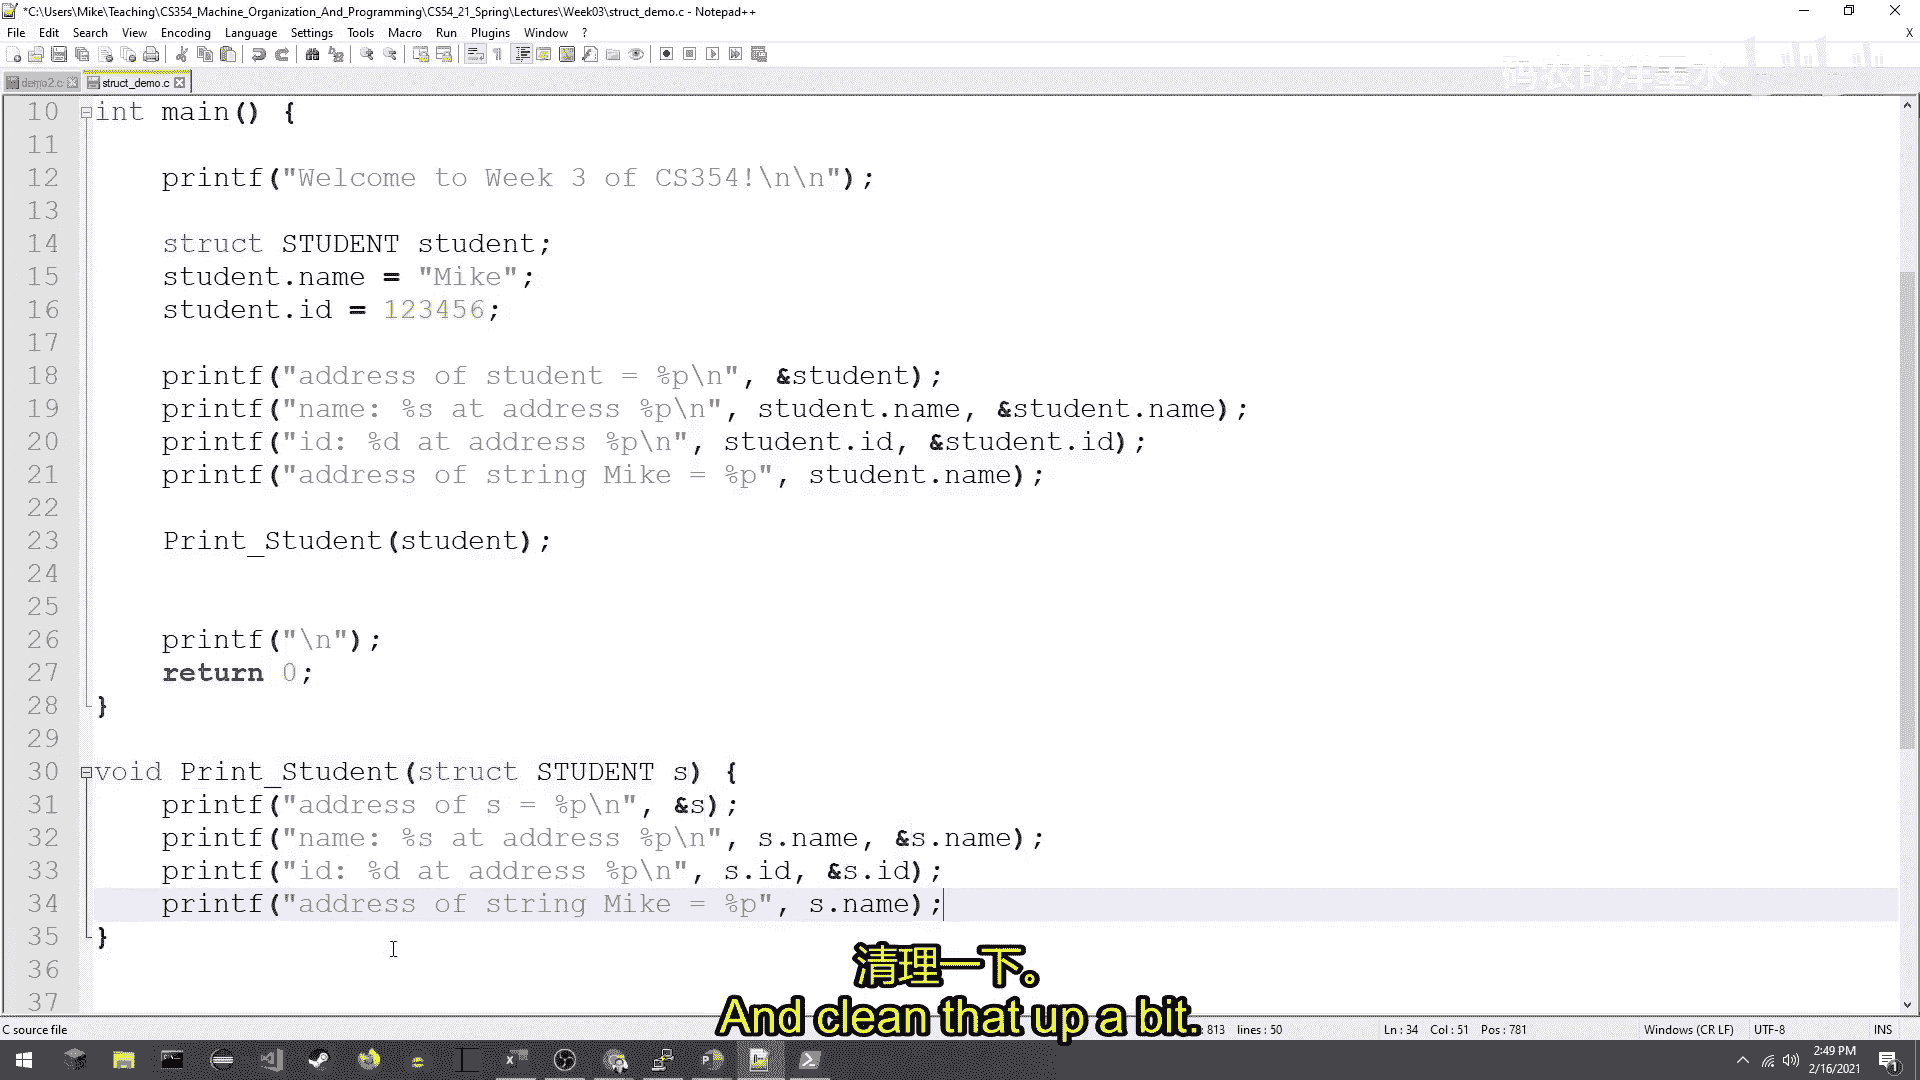 *C:\Users\Mike\Teaching\CS354_Machine_Organization_And_Programming\CS54_21_Spring\Lectures\Week03\struct_demo.c - Notepad++
File Edit Search View Encoding Language Settings Tools Macro Run Plugins Window ? X
demo2.c struct_demo.c
码农的洋墨水
10 int main() {
11
12 printf("Welcome to Week 3 of CS354!\n\n");
13
14 struct STUDENT student;
15 student.name = "Mike";
16 student.id = 123456;
17
18 printf("address of student = %p\n", &student);
19 printf("name: %s at address %p\n", student.name, &student.name);
20 printf("id: %d at address %p\n", student.id, &student.id);
21 printf("address of string Mike = %p", student.name);
22
23 Print_Student(student);
24
25
26 printf("\n");
27 return 0;
28 }
29
30 void Print_Student(struct STUDENT s) {
31 printf("address of s = %p\n", &s);
32 printf("name: %s at address %p\n", s.name, &s.name);
33 printf("id: %d at address %p\n", s.id, &s.id);
34 printf("address of string Mike = %p", s.name);
35 }
36
37
清理一下。
And clean that up a bit.
C source file : 813 lines : 50 Ln : 34 Col : 51 Pos : 781 Windows (CR LF) UTF-8 INS
2:49 PM
2/16/2021